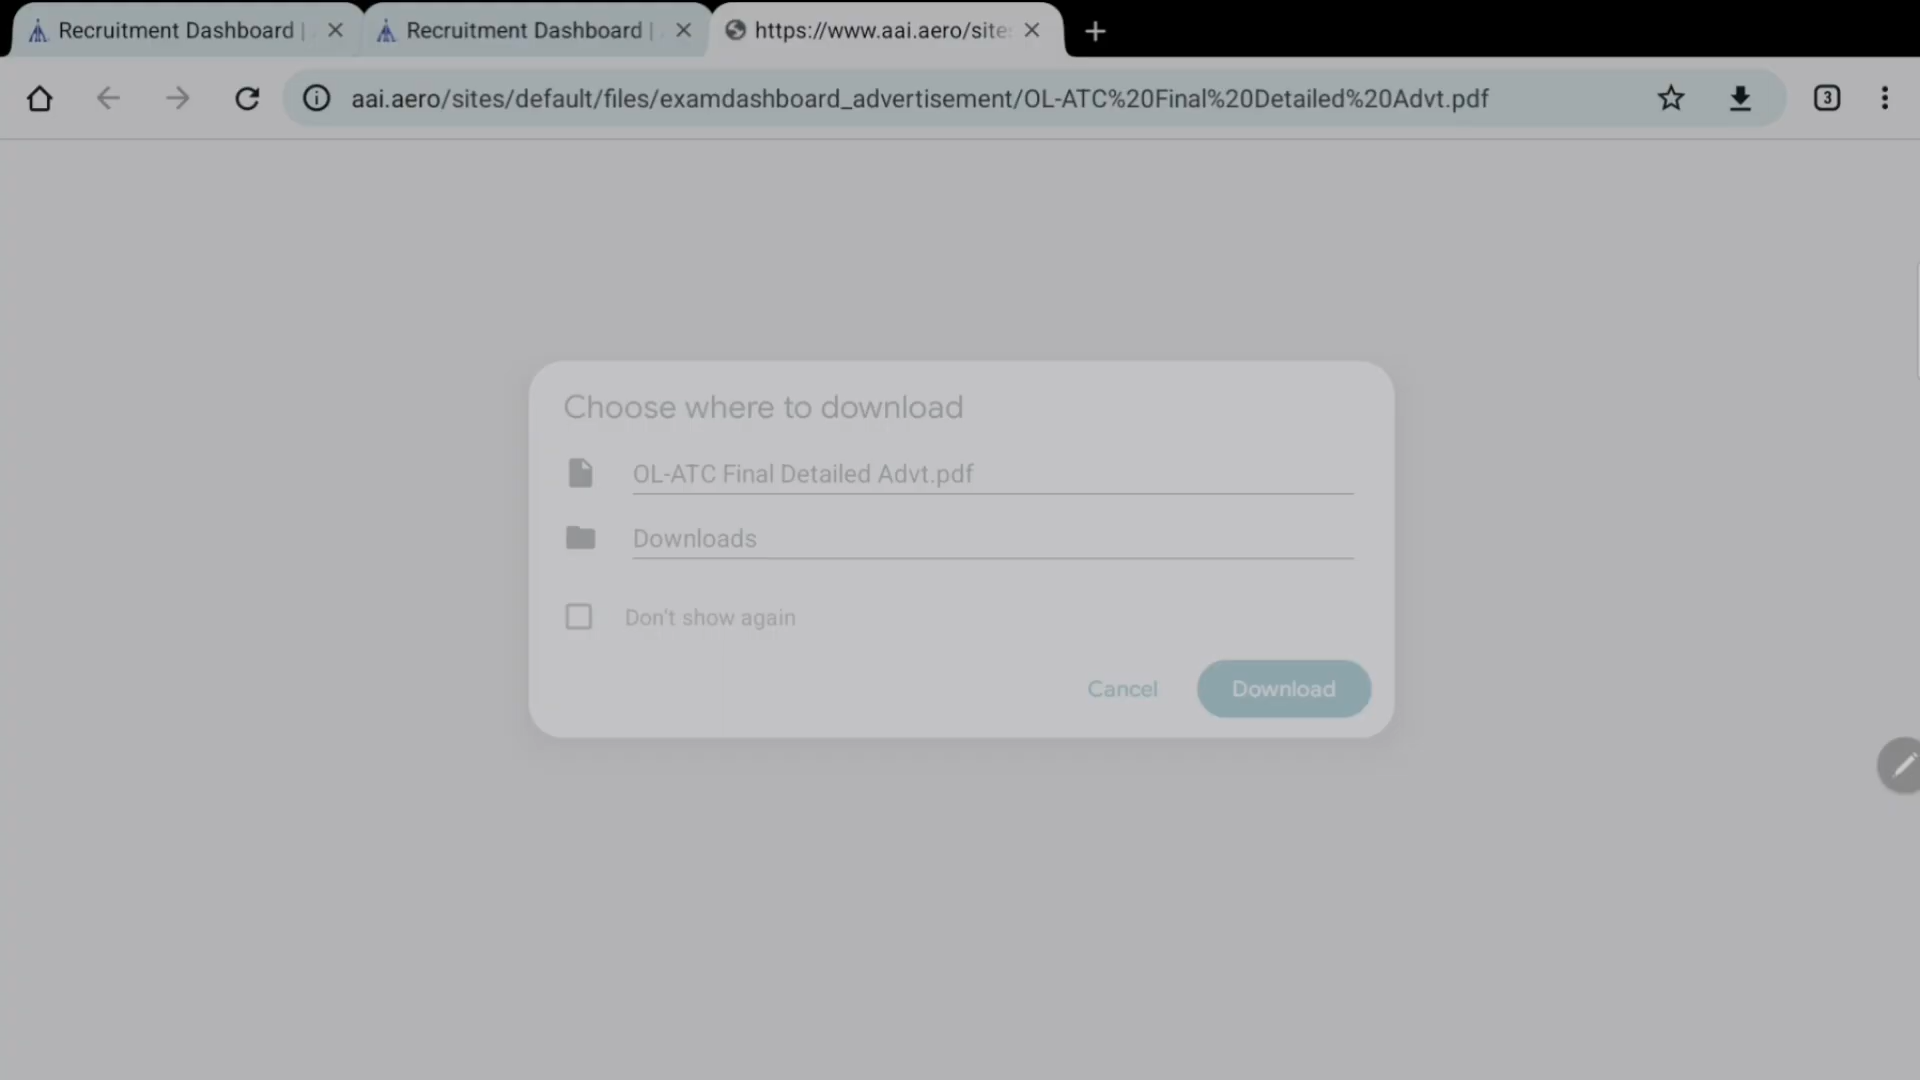 Recruitment Dashboard |
Recruitment Dashboard |
https://www.aai.aero/site
aai.aero/sites/default/files/examdashboard_advertisement/OL-ATC%20Final%20Detailed%20Advt.pdf
3
Choose where to download
OL-ATC Final Detailed Advt.pdf
Downloads
Don't show again
Cancel
Download